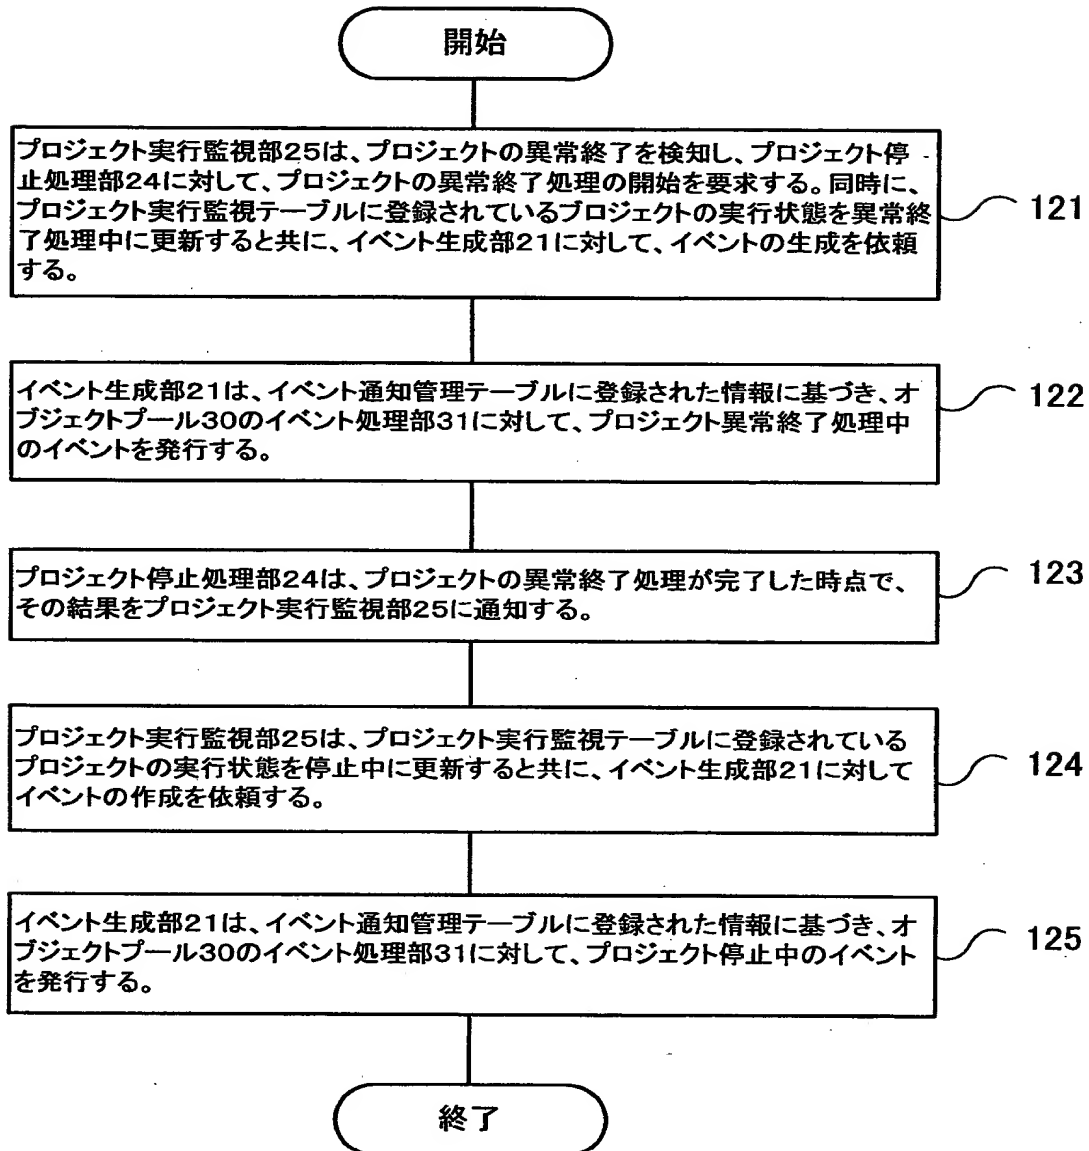 開始
プロジェクト実行監視部25は、プロジェクトの異常終了を検知し、プロジェクト停
止処理部24に対して、プロジェクトの異常終了処理の開始を要求する。同時に、
プロジェクト実行監視テーブルに登録されているプロジェクトの実行状態を異常終
了処理中に更新すると共に、イベント生成部21に対して、イベントの生成を依頼
する。
121
イベント生成部21は、イベント通知管理テーブルに登録された情報に基づき、オ
ブジェクトプール30のイベント処理部31に対して、プロジェクト異常終了処理中
のイベントを発行する。
122
プロジェクト停止処理部24は、プロジェクトの異常終了処理が完了した時点で、
その結果をプロジェクト実行監視部25に通知する。
123
プロジェクト実行監視部25は、プロジェクト実行監視テーブルに登録されている
プロジェクトの実行状態を停止中に更新すると共に、イベント生成部21に対して
イベントの作成を依頼する。
124
イベント生成部21は、イベント通知管理テーブルに登録された情報に基づき、オ
ブジェクトプール30のイベント処理部31に対して、プロジェクト停止中のイベント
を発行する。
125
終了